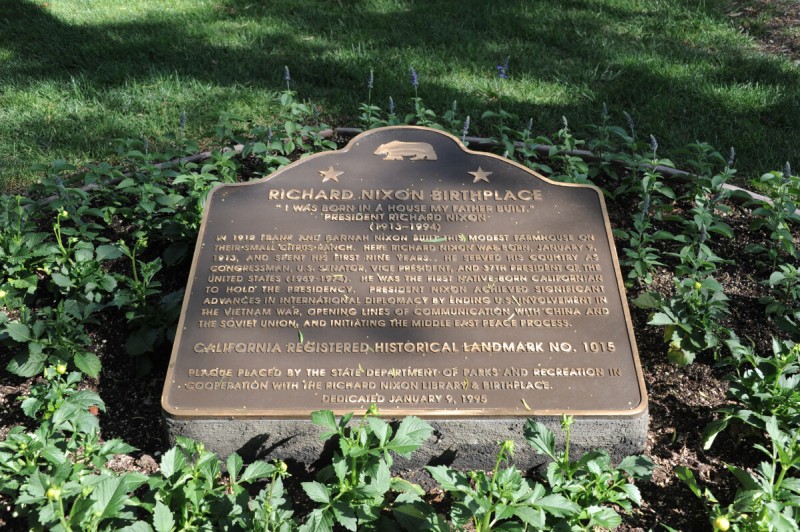 RICHARD NIXON BIRTHPLACE
"I WAS BORN IN A HOUSE MY FATHER BUILT."
PRESIDENT RICHARD NIXON
(1913–1994)
IN 1912 FRANK AND HANNAH NIXON BUILT THIS MODEST FARMHOUSE ON
THEIR SMALL CITRUS RANCH. HERE RICHARD NIXON WAS BORN, JANUARY 9,
1913, AND SPENT HIS FIRST NINE YEARS. HE SERVED HIS COUNTRY AS
CONGRESSMAN, U.S. SENATOR, VICE PRESIDENT, AND 37TH PRESIDENT OF THE
UNITED STATES (1969-1974). HE WAS THE FIRST NATIVE BORN CALIFORNIAN
TO HOLD THE PRESIDENCY. PRESIDENT NIXON ACHIEVED SIGNIFICANT
ADVANCES IN INTERNATIONAL DIPLOMACY BY ENDING U.S. INVOLVEMENT IN
THE VIETNAM WAR, OPENING LINES OF COMMUNICATION WITH CHINA AND
THE SOVIET UNION, AND INITIATING THE MIDDLE EAST PEACE PROCESS.
CALIFORNIA REGISTERED HISTORICAL LANDMARK NO. 1015
PLAQUE PLACED BY THE STATE DEPARTMENT OF PARKS AND RECREATION IN
COOPERATION WITH THE RICHARD NIXON LIBRARY & BIRTHPLACE.
DEDICATED JANUARY 9, 1995